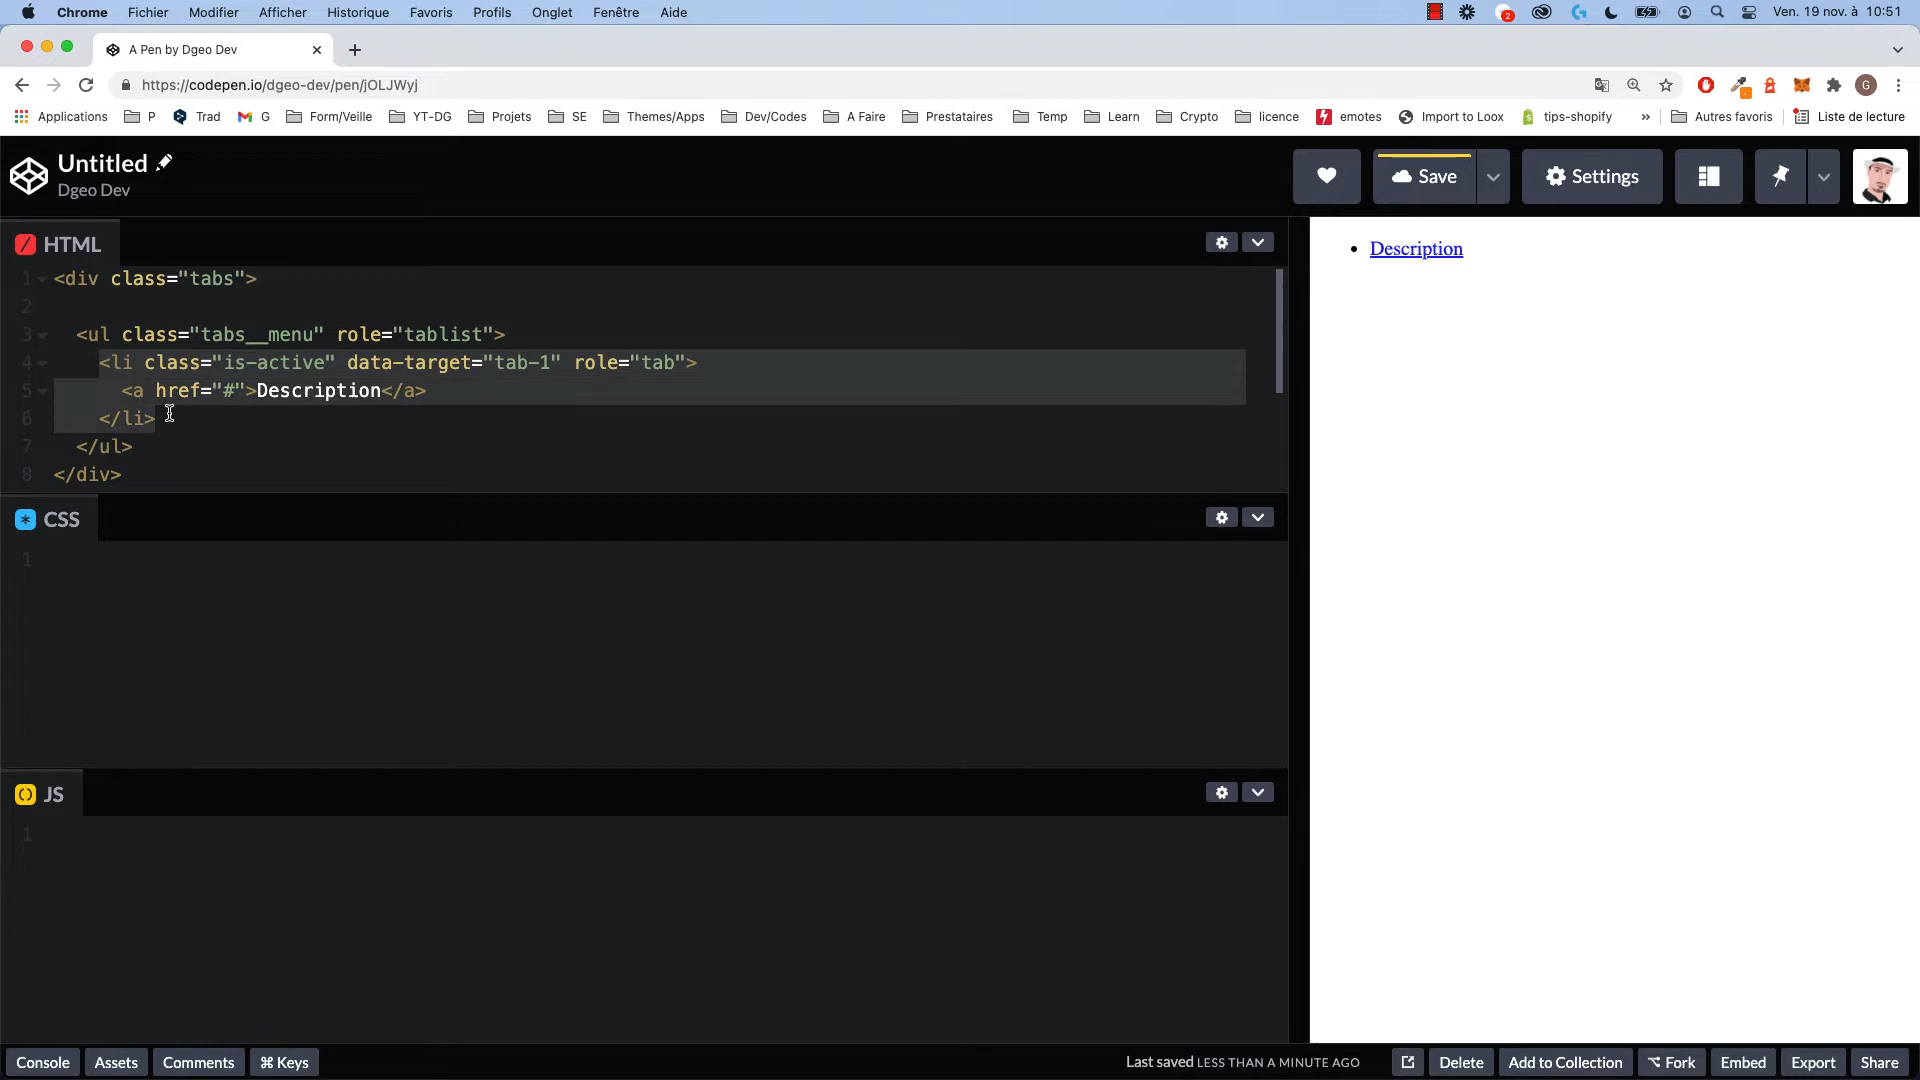 Chrome Fichier Modifier Afficher Historique Favoris Profils Onglet Fenêtre Aide 2 Ven. 19 nov. à 10:51
A Pen by Dgeo Dev
https://codepen.io/dgeo-dev/pen/jOLJWyj G
Applications P Trad G Form/Veille YT-DG Projets SE Themes/Apps Dev/Codes A Faire Prestataires Temp Learn Crypto licence emotes Import to Loox tips-shopify » Autres favoris Liste de lecture
Untitled
Dgeo Dev
Save Settings
HTML
1 <div class="tabs">
2
3 <ul class="tabs__menu" role="tablist">
4 <li class="is-active" data-target="tab-1" role="tab">
5 <a href="#">Description</a>
6 </li>
7 </ul>
8 </div>
• Description
CSS
1
JS
1
Console Assets Comments ⌘ Keys Last saved LESS THAN A MINUTE AGO Delete Add to Collection ⌥ Fork Embed Export Share